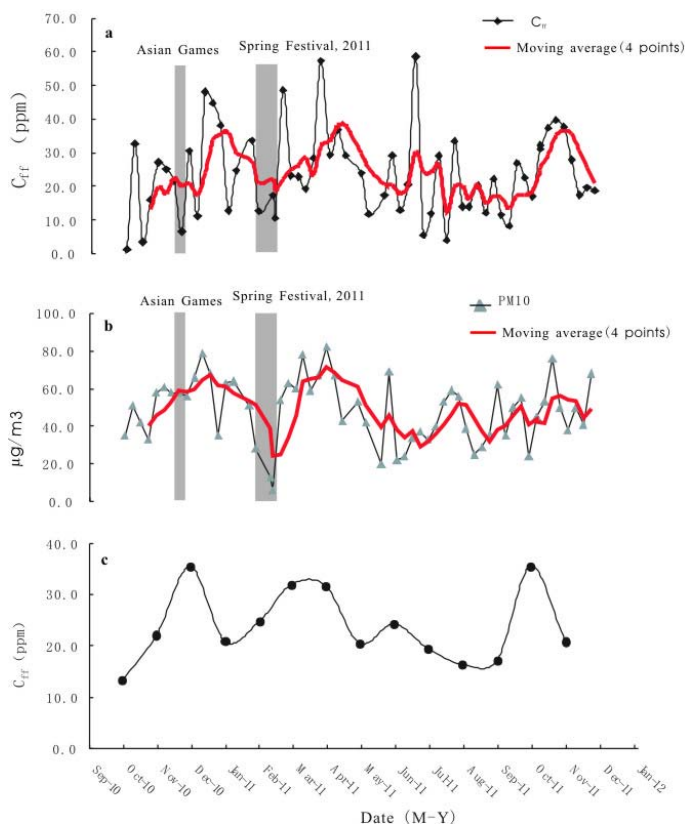 a
C_ff
Moving average (4 points)
Asian Games
Spring Festival, 2011
70.0
60.0
50.0
40.0
30.0
20.0
10.0
0.0
C_ff (ppm)
b
Asian Games
Spring Festival, 2011
PM10
Moving average (4 points)
100.0
80.0
60.0
40.0
20.0
0.0
μg/m3
c
40.0
30.0
20.0
10.0
0.0
C_ff (ppm)
Sep-10
Oct-10
Nov-10
Dec-10
Jan-11
Feb-11
Mar-11
Apr-11
May-11
Jun-11
Jul-11
Aug-11
Sep-11
Oct-11
Nov-11
Dec-11
Jan-12
Date (M-Y)